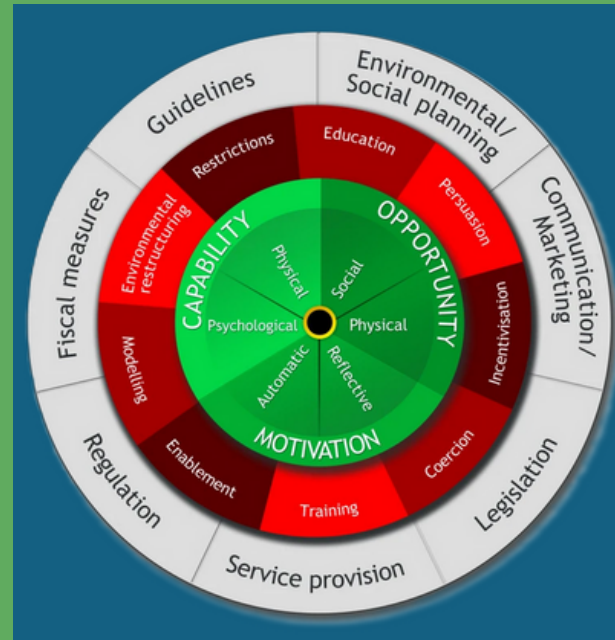 Guidelines
Environmental/
Social planning
Communication/
Marketing
Legislation
Service provision
Regulation
Fiscal measures
Restrictions
Education
Persuasion
Incentivisation
Coercion
Training
Enablement
Modelling
Environmental
restructuring
CAPABILITY
OPPORTUNITY
MOTIVATION
Physical
Social
Physical
Reflective
Automatic
Psychological